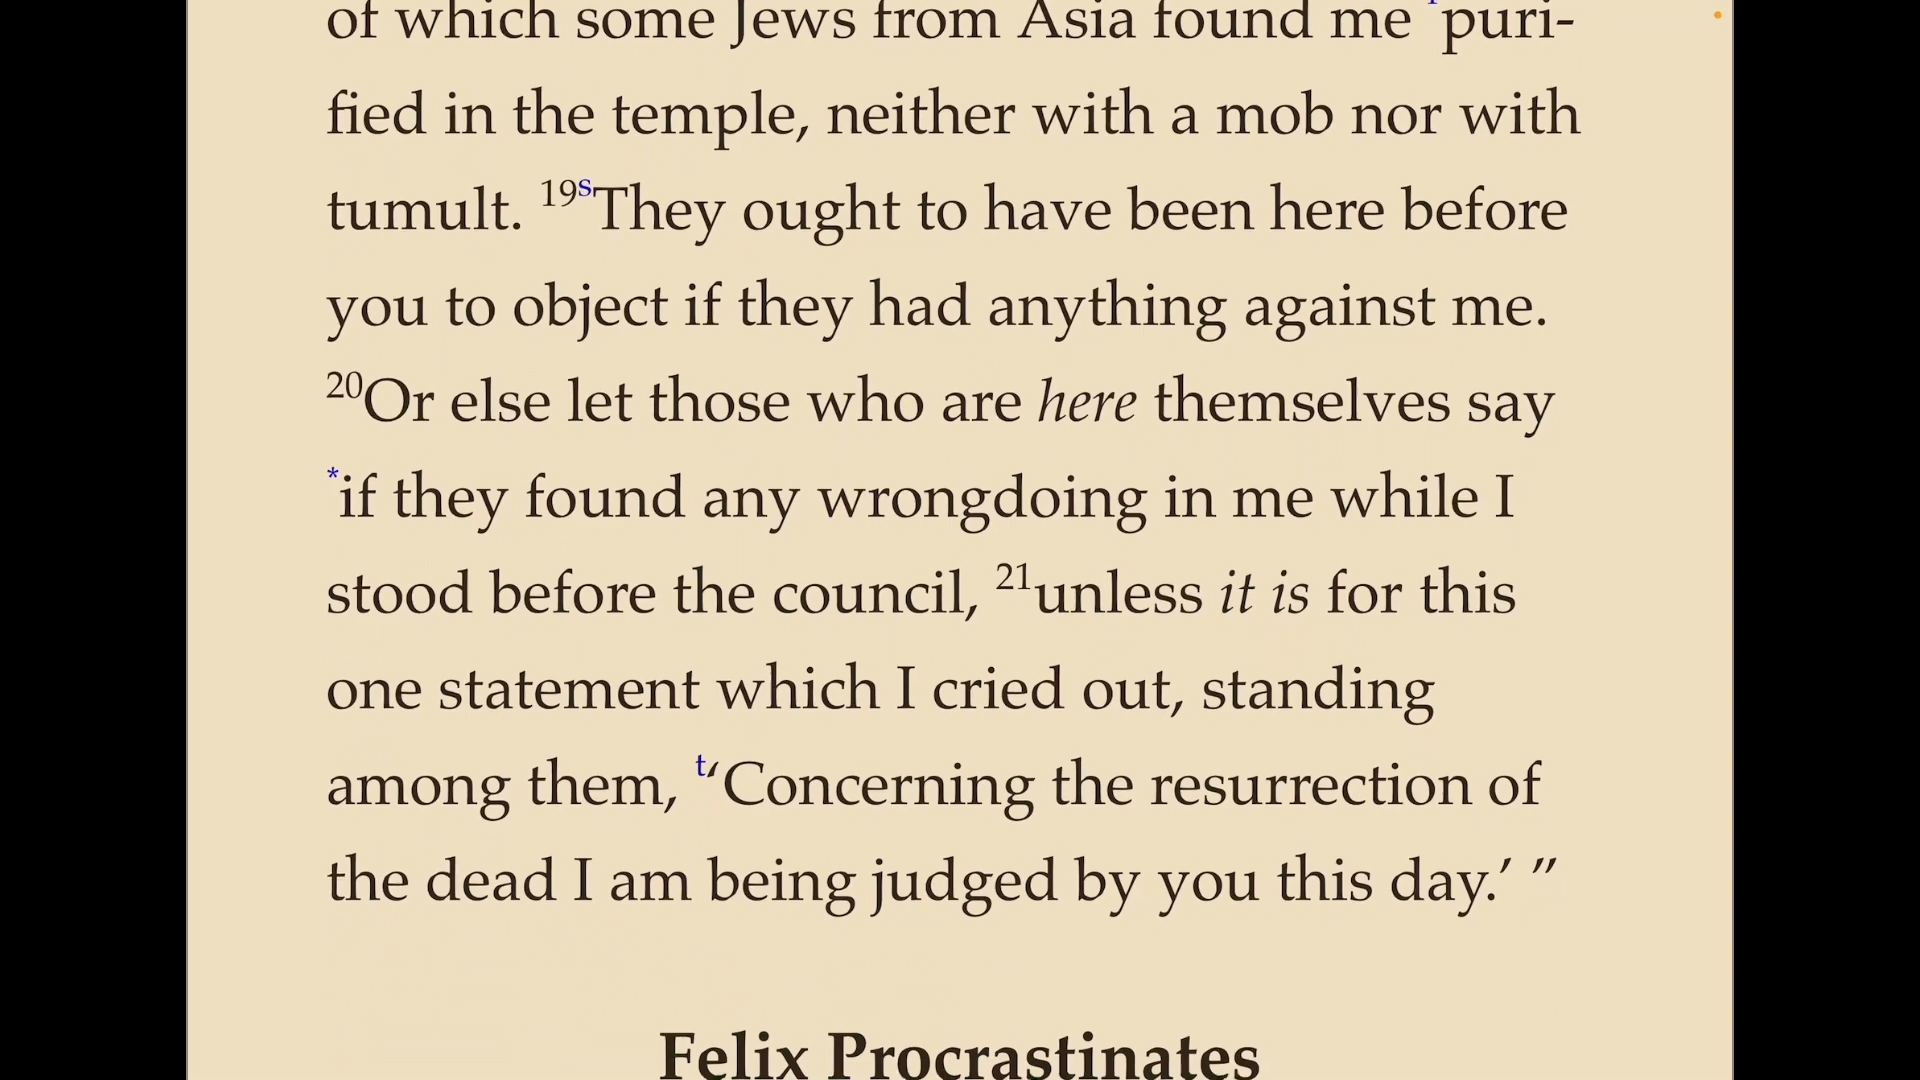 of which some Jews from Asia found me puri-
fied in the temple, neither with a mob nor with
tumult. 19sThey ought to have been here before
you to object if they had anything against me.
20Or else let those who are here themselves say
*if they found any wrongdoing in me while I
stood before the council, 21unless it is for this
one statement which I cried out, standing
among them, t‘Concerning the resurrection of
the dead I am being judged by you this day.’ ”
Felix Procrastinates